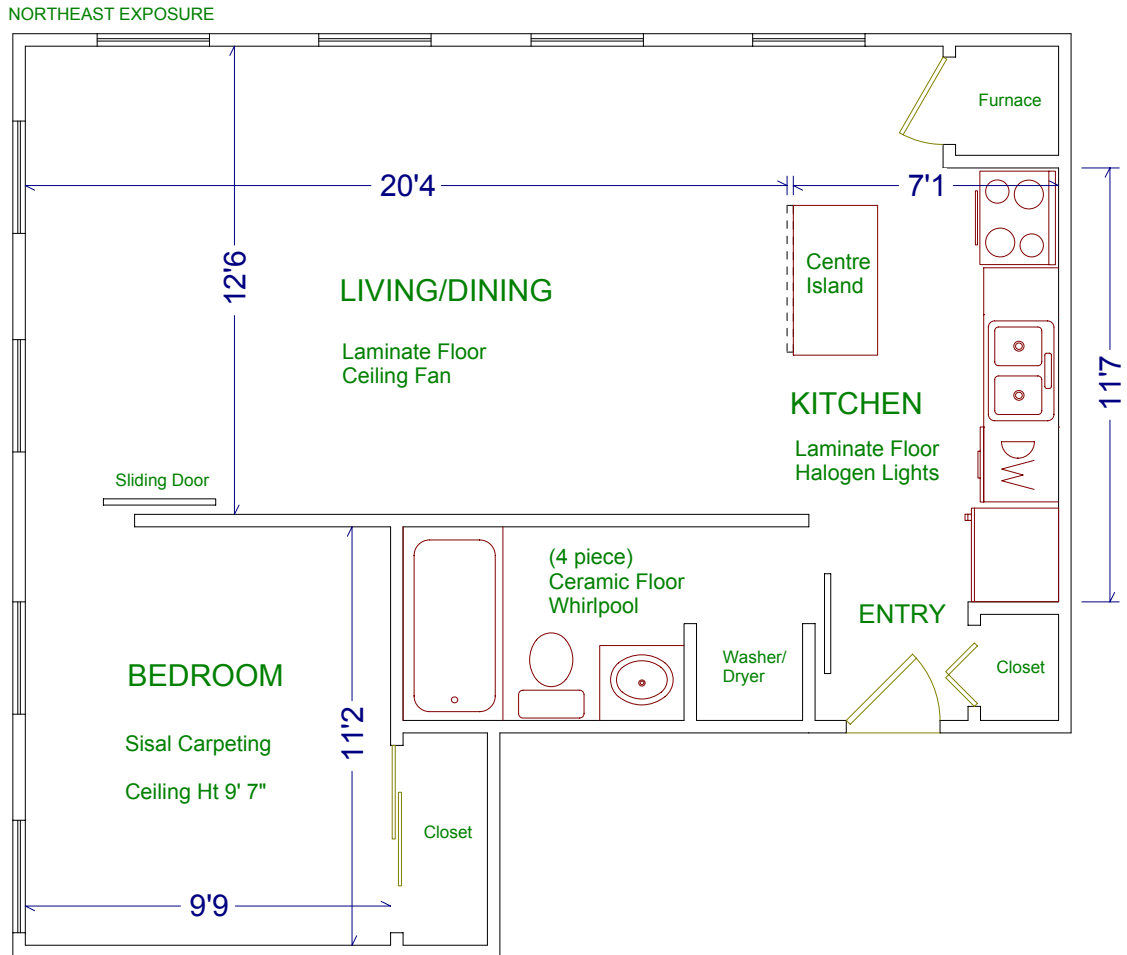 NORTHEAST EXPOSURE
Furnace
20'4
7'1
12'6
Centre
Island
LIVING/DINING
Laminate Floor
Ceiling Fan
11'7
KITCHEN
Laminate Floor
Halogen Lights
DW
Sliding Door
(4 piece)
Ceramic Floor
Whirlpool
ENTRY
Washer/
Dryer
Closet
BEDROOM
11'2
Sisal Carpeting
Ceiling Ht 9' 7"
Closet
9'9